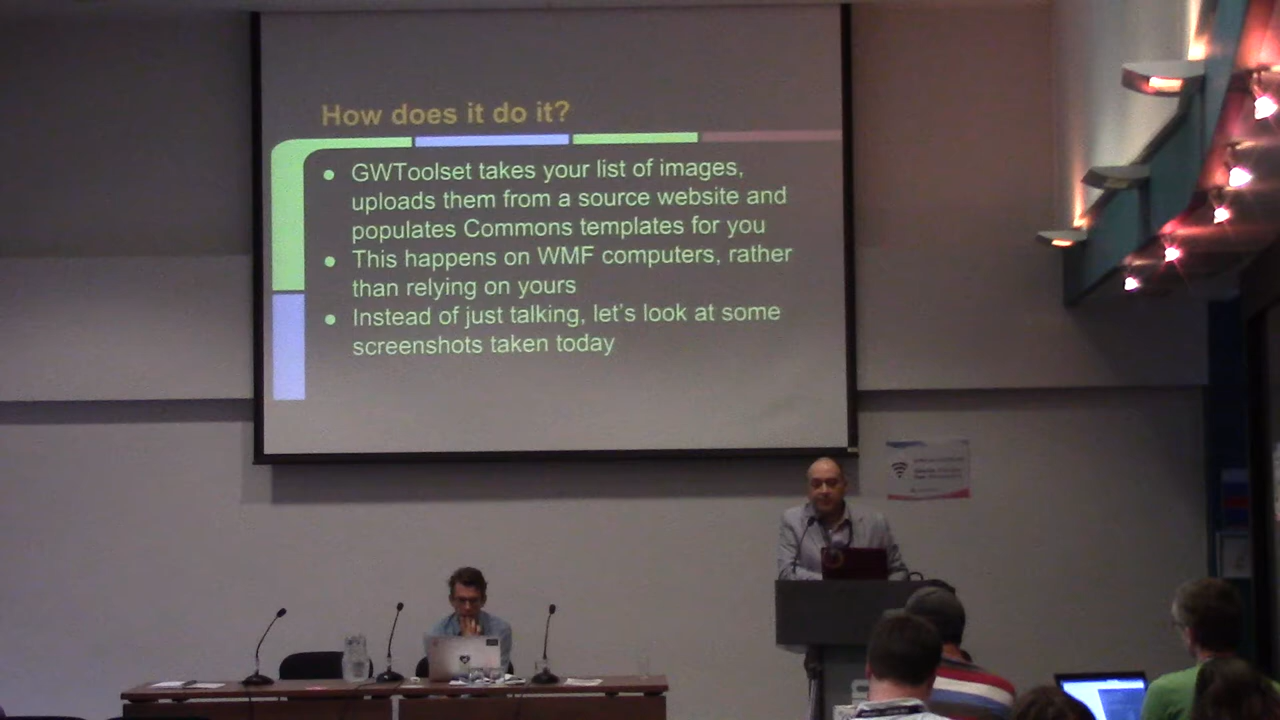 How does it do it?
● GWToolset takes your list of images,
uploads them from a source website and
populates Commons templates for you
● This happens on WMF computers, rather
than relying on yours
● Instead of just talking, let's look at some
screenshots taken today